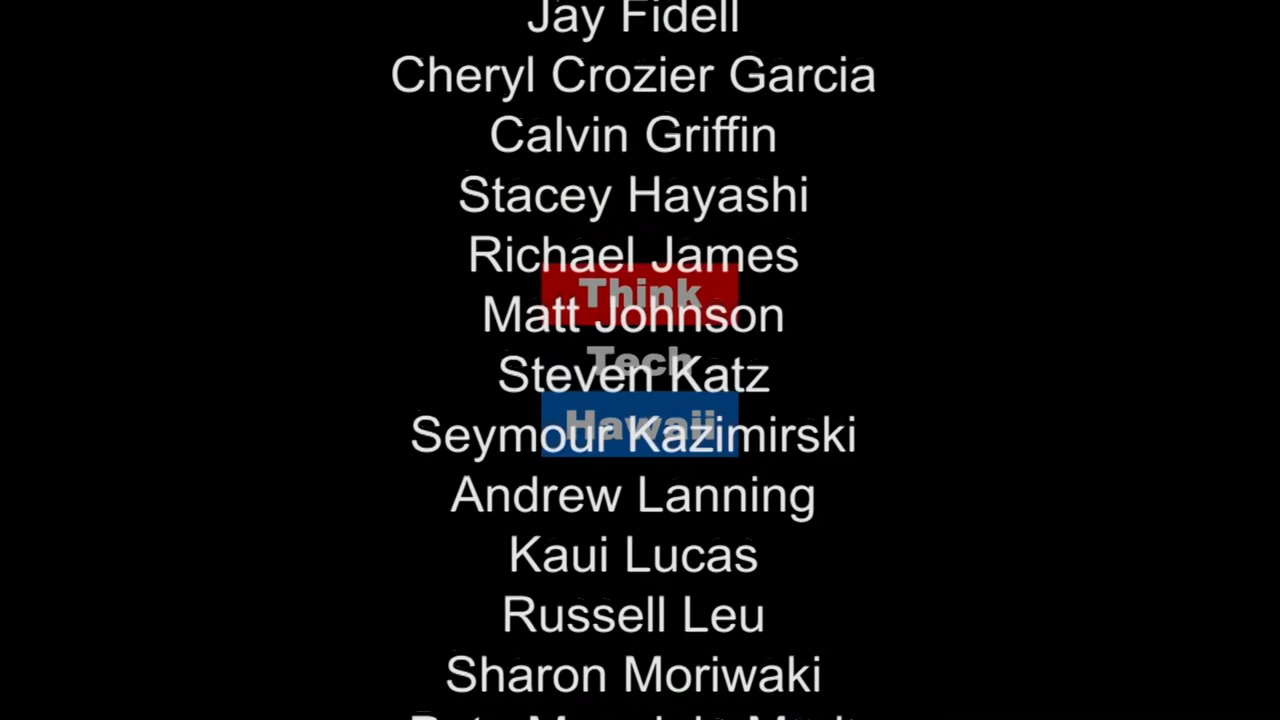 Jay Fidell
Cheryl Crozier Garcia
Calvin Griffin
Stacey Hayashi
Richael James
Think
Matt Johnson
Tech
Steven Katz
Hawaii
Seymour Kazimirski
Andrew Lanning
Kaui Lucas
Russell Leu
Sharon Moriwaki